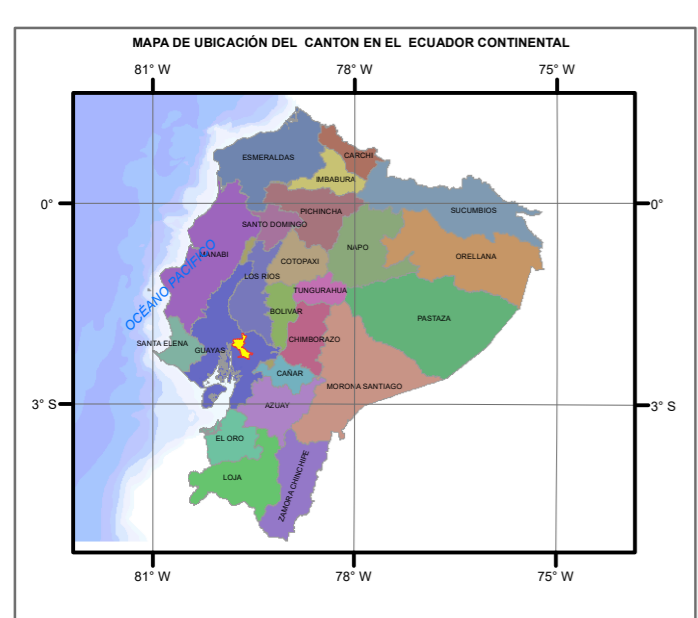 MAPA DE UBICACIÓN DEL CANTON EN EL ECUADOR CONTINENTAL
81° W
78° W
75° W
ESMERALDAS
CARCHI
IMBABURA
0°
PICHINCHA
SUCUMBIOS
0°
SANTO DOMINGO
NAPO
MANABI
ORELLANA
COTOPAXI
OCÉANO PACÍFICO
LOS RIOS
TUNGURAHUA
BOLIVAR
PASTAZA
SANTA ELENA
GUAYAS
CHIMBORAZO
CAÑAR
MORONA SANTIAGO
3° S
AZUAY
3° S
EL ORO
LOJA
ZAMORA CHINCHIPE
81° W
78° W
75° W